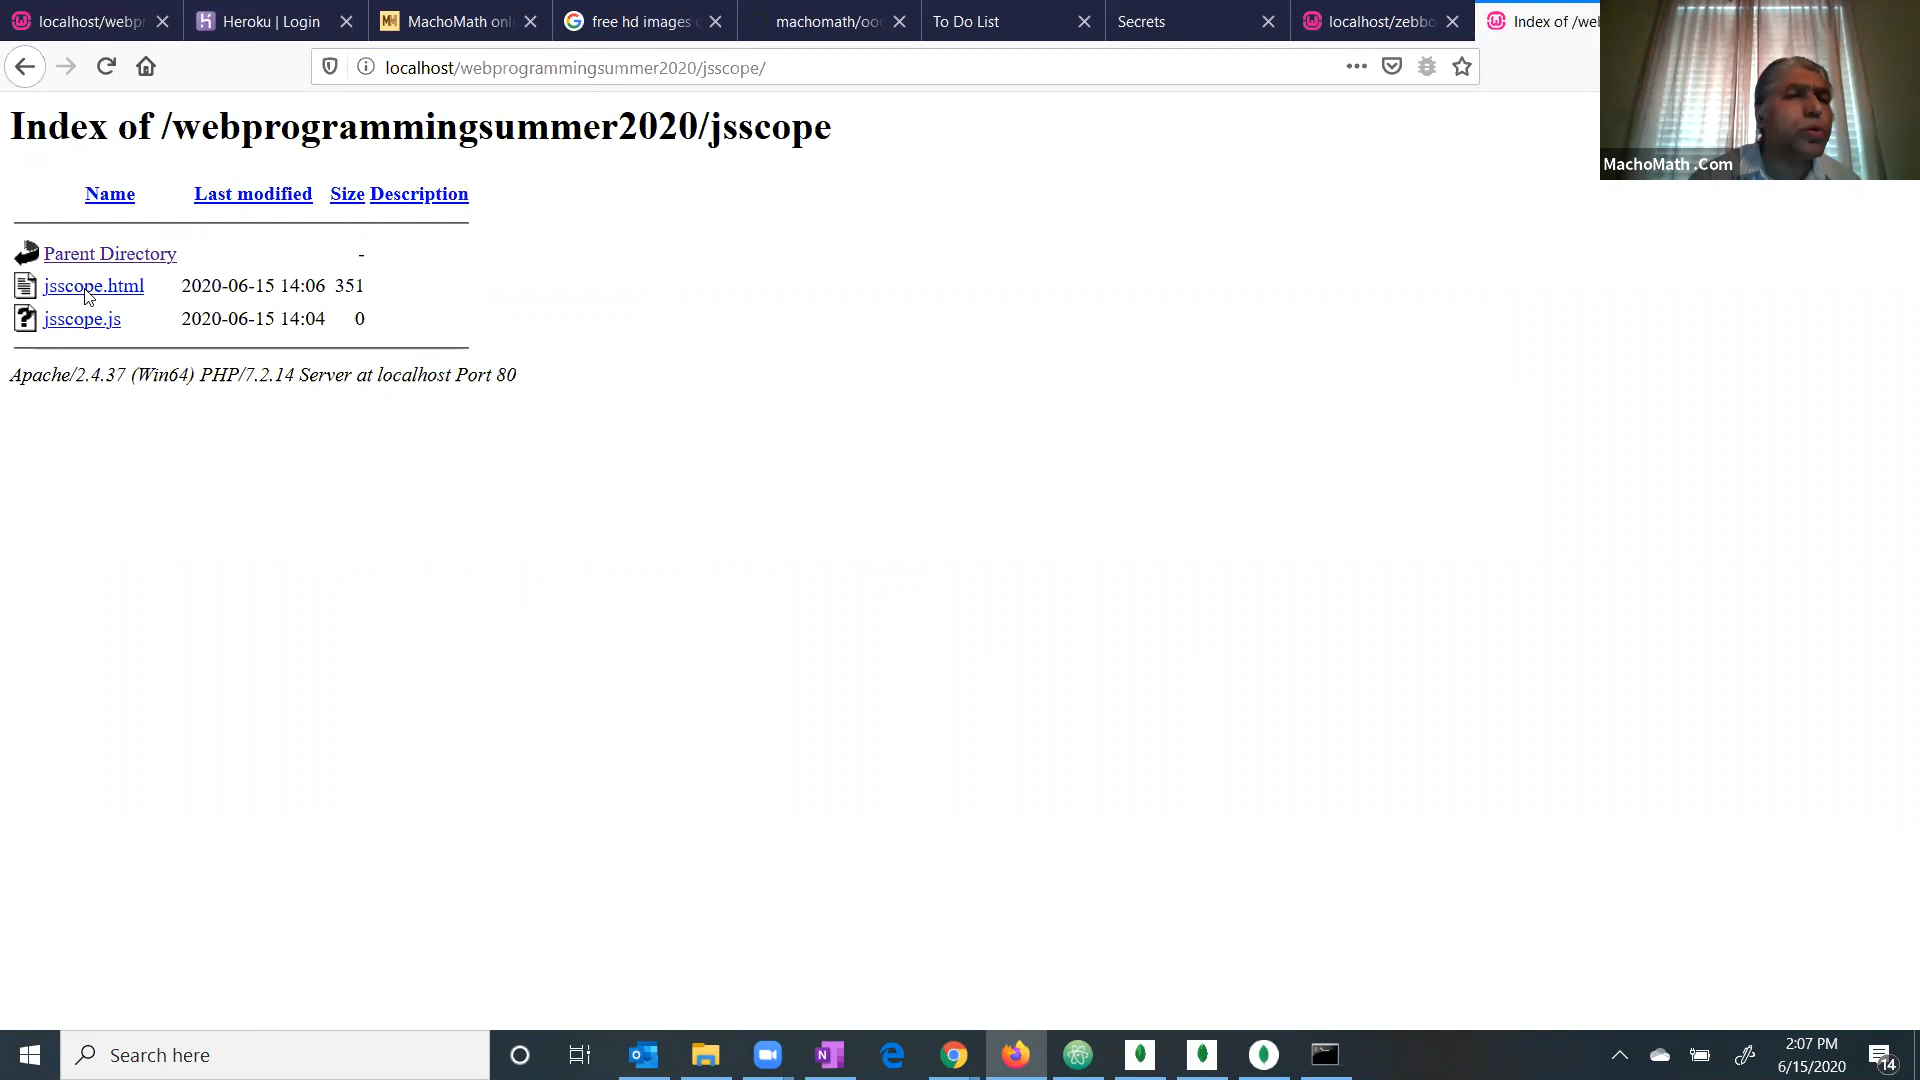 localhost/webpr
Heroku | Login
MachoMath onl
free hd images
machomath/ooc
To Do List
Secrets
localhost/zebbo
Index of /web
localhost/webprogrammingsummer2020/jsscope/
Index of /webprogrammingsummer2020/jsscope
Name Last modified Size Description
Parent Directory -
jsscope.html 2020-06-15 14:06 351
jsscope.js 2020-06-15 14:04 0
Apache/2.4.37 (Win64) PHP/7.2.14 Server at localhost Port 80
MachoMath .Com
Search here
2:07 PM
6/15/2020
14